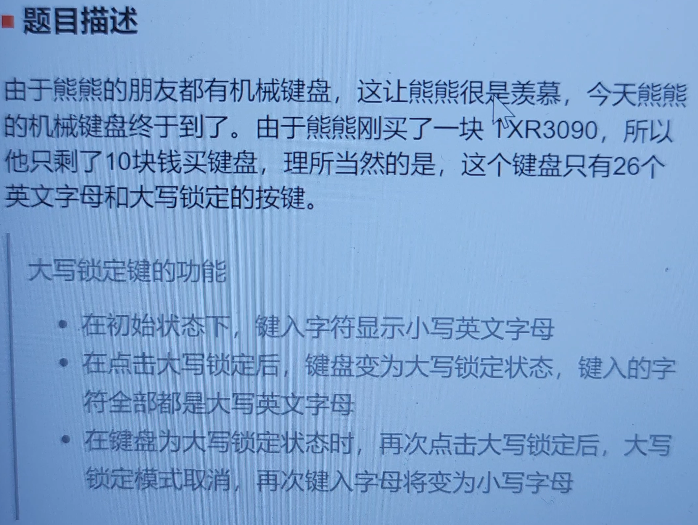 题目描述
由于熊熊的朋友都有机械键盘，这让熊熊很是羡慕，今天熊熊
的机械键盘终于到了。由于熊熊刚买了一块 XR3090，所以
他只剩了10块钱买键盘，理所当然的是，这个键盘只有26个
英文字母和大写锁定的按键。
大写锁定键的功能
• 在初始状态下，键入字符显示小写英文字母
• 在点击大写锁定后，键盘变为大写锁定状态，键入的字
符全部都是大写英文字母
• 在键盘为大写锁定状态时，再次点击大写锁定后，大写
锁定模式取消，再次键入字母将变为小写字母